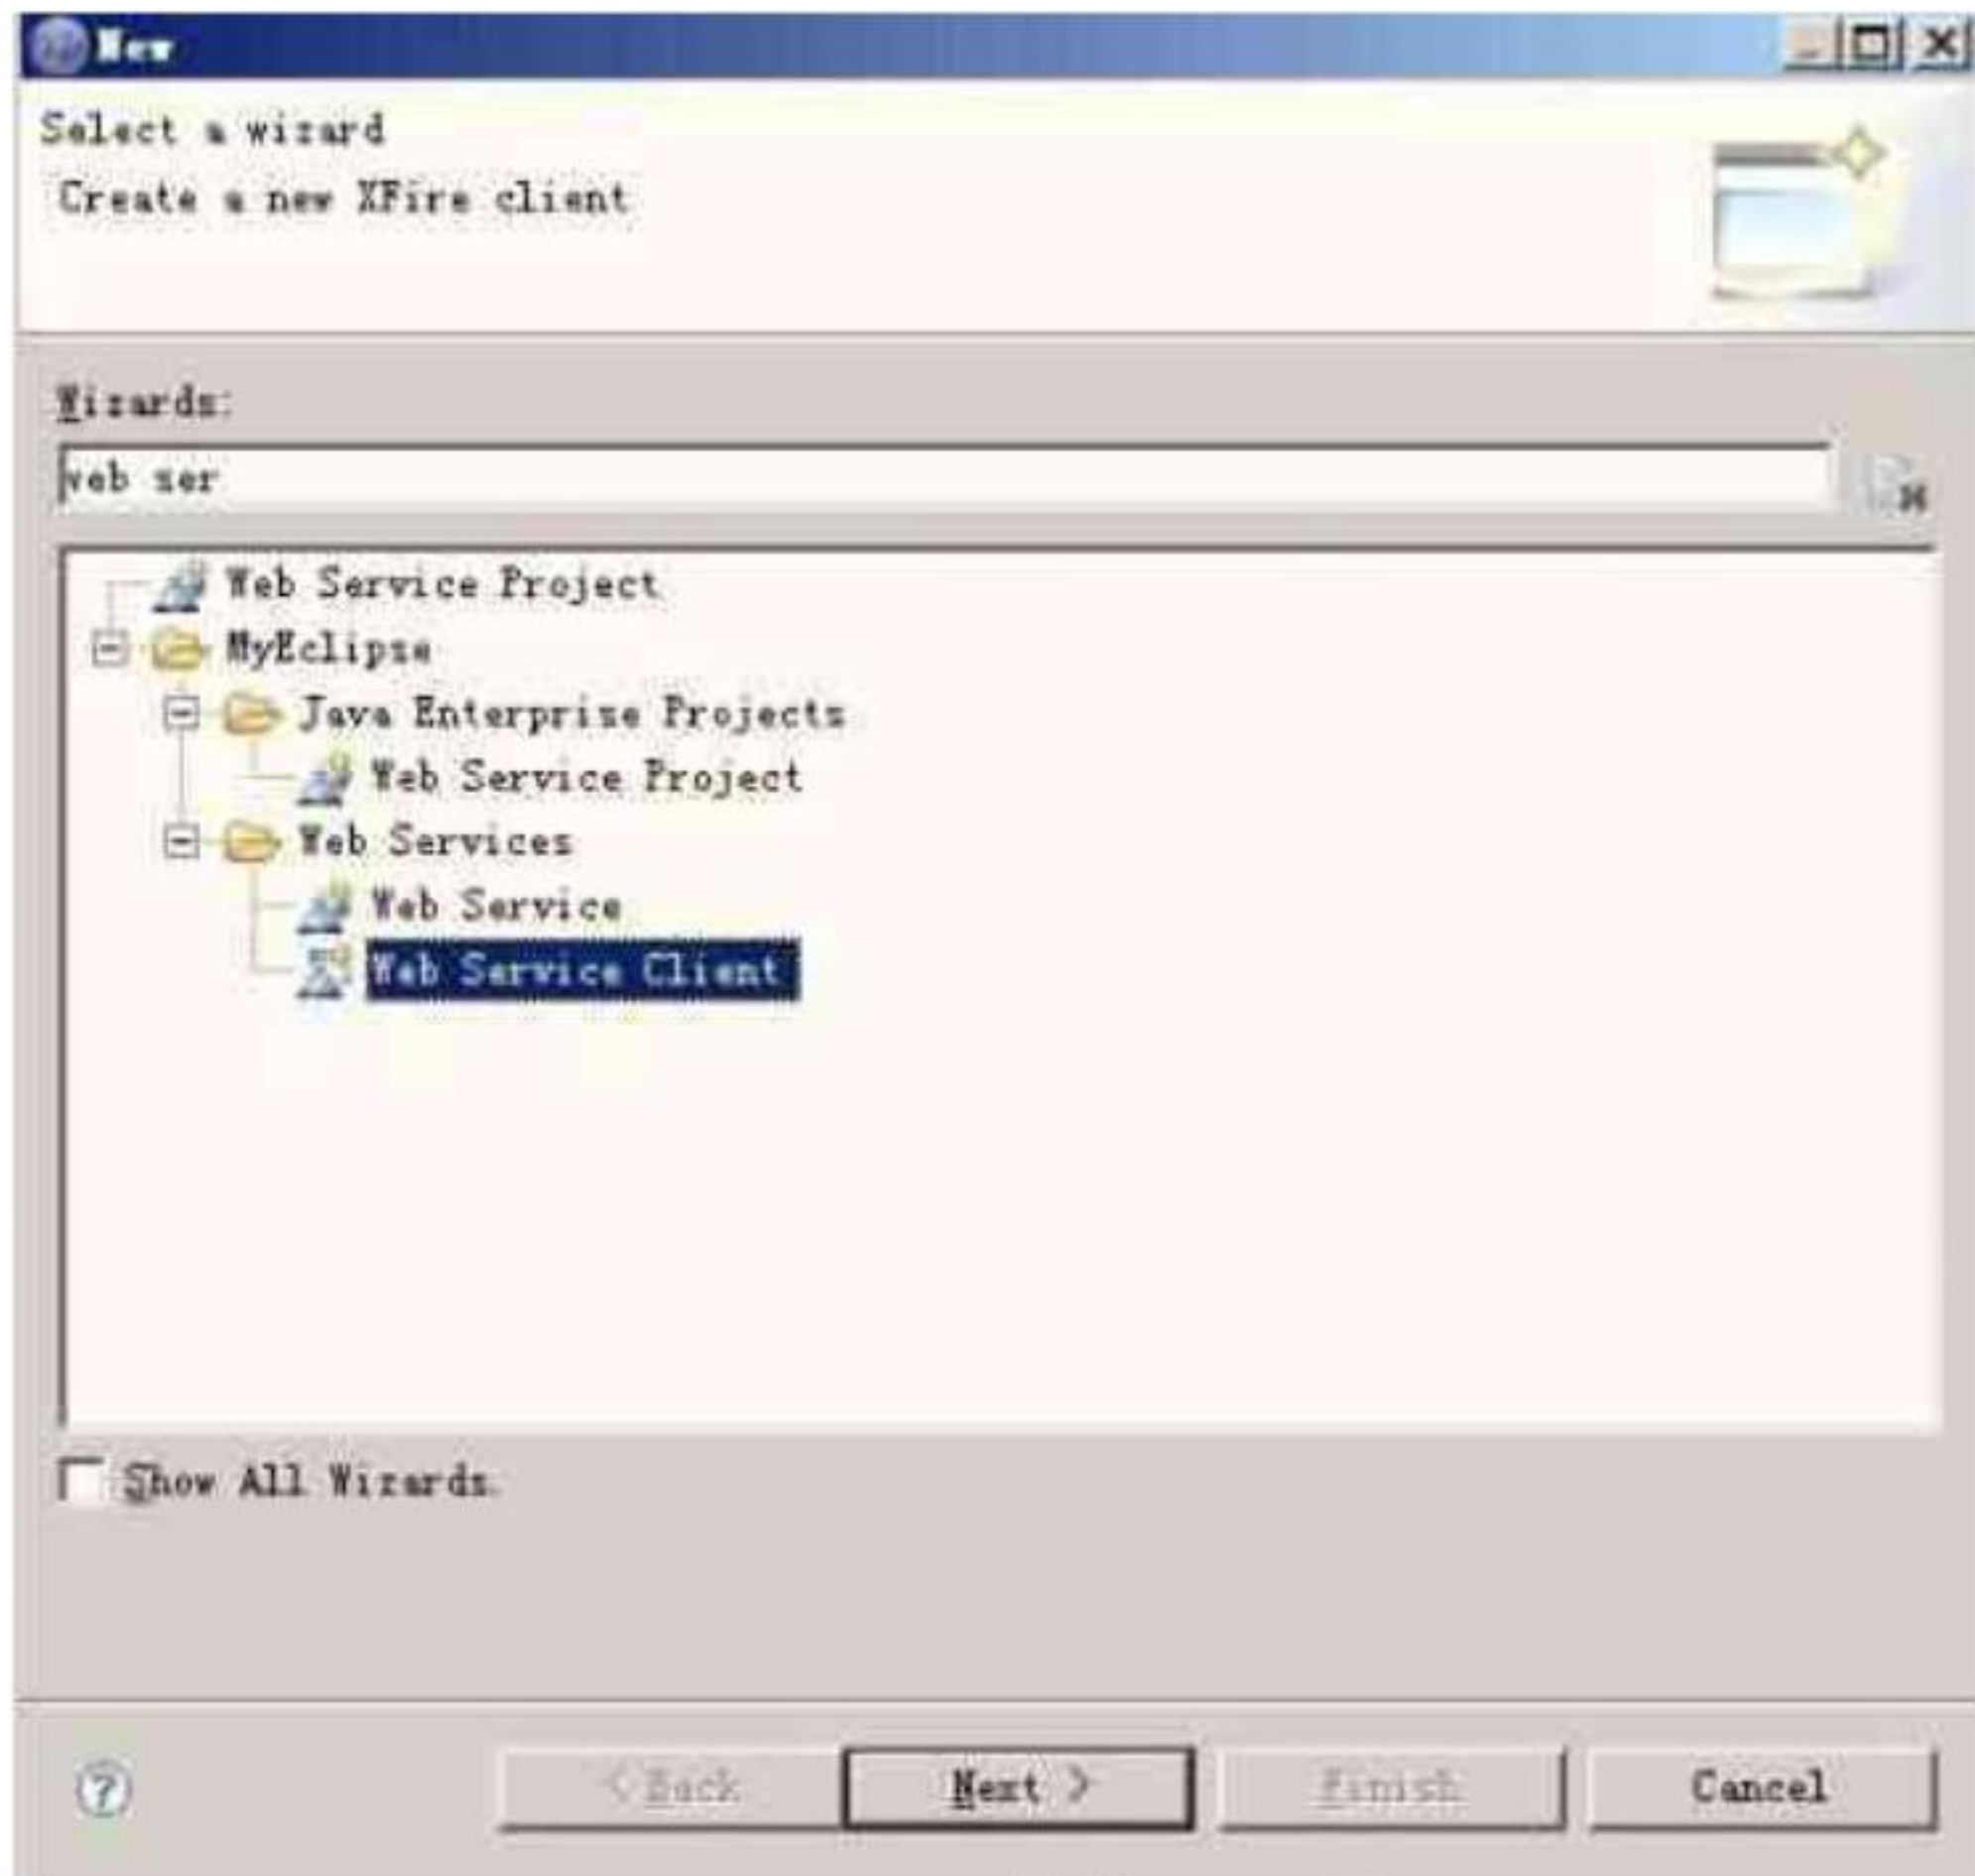 New
Select a wizard
Create a new XFire client
Wizards:
web ser
Web Service Project
MyEclipse
Java Enterprise Projects
Web Service Project
Web Services
Web Service
Web Service Client
Show All Wizards.
< Back
Next >
Finish
Cancel